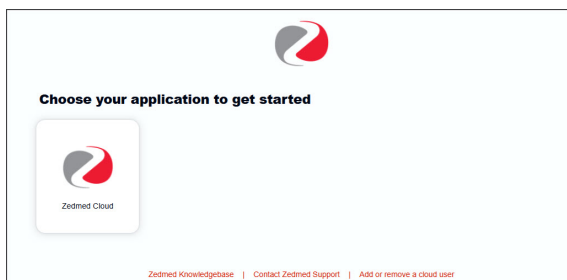 Choose your application to get started
Zedmed Cloud
Zedmed Knowledgebase | Contact Zedmed Support | Add or remove a cloud user